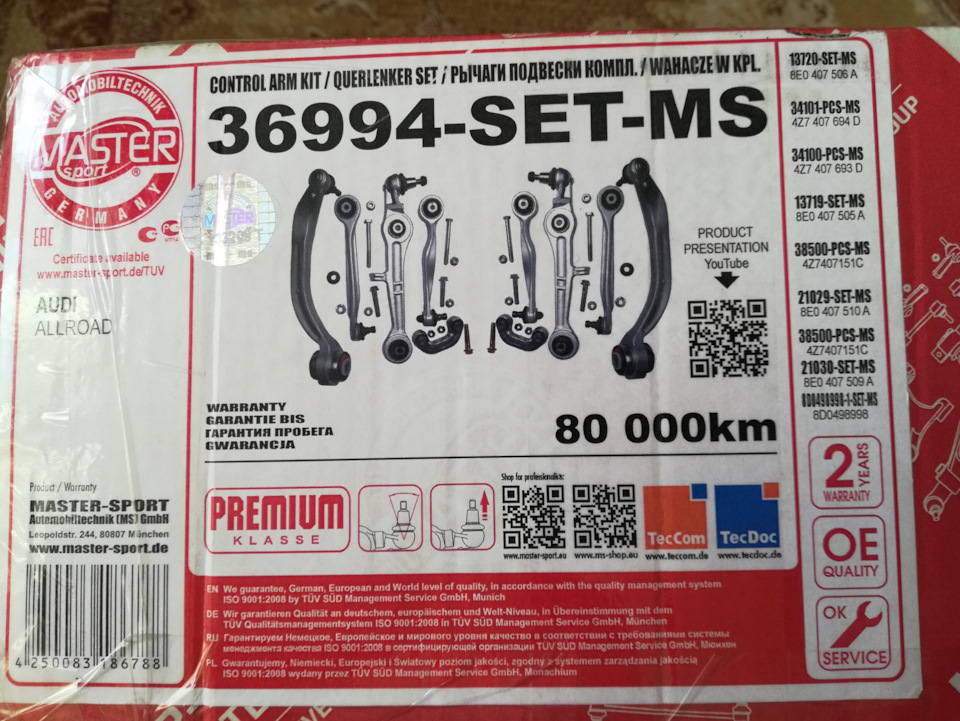 AUTOMOBILTECHNIK
MASTER
sport
®
GERMANY
EAC
Certificate available
www.master-sport.de/TUV
AUDI
ALLROAD
Product / Warranty
MASTER-SPORT
Automobiltechnik (MS) GmbH
Leopoldstr. 244, 80807 München
www.master-sport.de
4 250083 186788
CONTROL ARM KIT / QUERLENKER SET / РЫЧАГИ ПОДВЕСКИ КОМПЛ. / WAHACZE W KPL.
36994-SET-MS
PRODUCT
PRESENTATION
YouTube
WARRANTY
GARANTIE BIS
ГАРАНТИЯ ПРОБЕГА
GWARANCJA
80 000km
PREMIUM
KLASSE
Shop for professionalists:
www.master-sport.eu
www.ms-shop.eu
TecCom
www.teccom.de
TecDoc
www.tecdoc.de
EN We guarantee, German, European and World level of quality, in accordance with the quality management system
ISO 9001:2008 by TÜV SÜD Management Service GmbH, Munich
DE Wir garantieren Qualität an deutschem, europäischem und Welt-Niveau, in Übereinstimmung mit dem
TÜV Qualitätsmanagementsystem ISO 9001:2008 in TÜV SÜD Management Service GmbH, München
RU Гарантируем Немецкое, Европейское и мирового уровня качество в соответствии с требованиями системы
менеджмента качества ISO 9001:2008 в сертифицирующей организации TÜV SÜD Management Service GmbH, Мюнхен
PL Gwarantujemy, Niemiecki, Europejski i Światowy poziom jakości, zgodny z systemem zarządzania jakością
ISO 9001:2008 wydany przez TÜV SÜD Management Service GmbH, Monachium
13720-SET-MS
8E0 407 506 A
34101-PCS-MS
4Z7 407 694 D
34100-PCS-MS
4Z7 407 693 D
13719-SET-MS
8E0 407 505 A
38500-PCS-MS
4Z7407151C
21029-SET-MS
8E0 407 510 A
38500-PCS-MS
4Z7407151C
21030-SET-MS
8E0 407 509 A
8D0498998-1-SET-MS
8D0498998
2 YEARS
WARRANTY
OE
QUALITY
OK
SERVICE